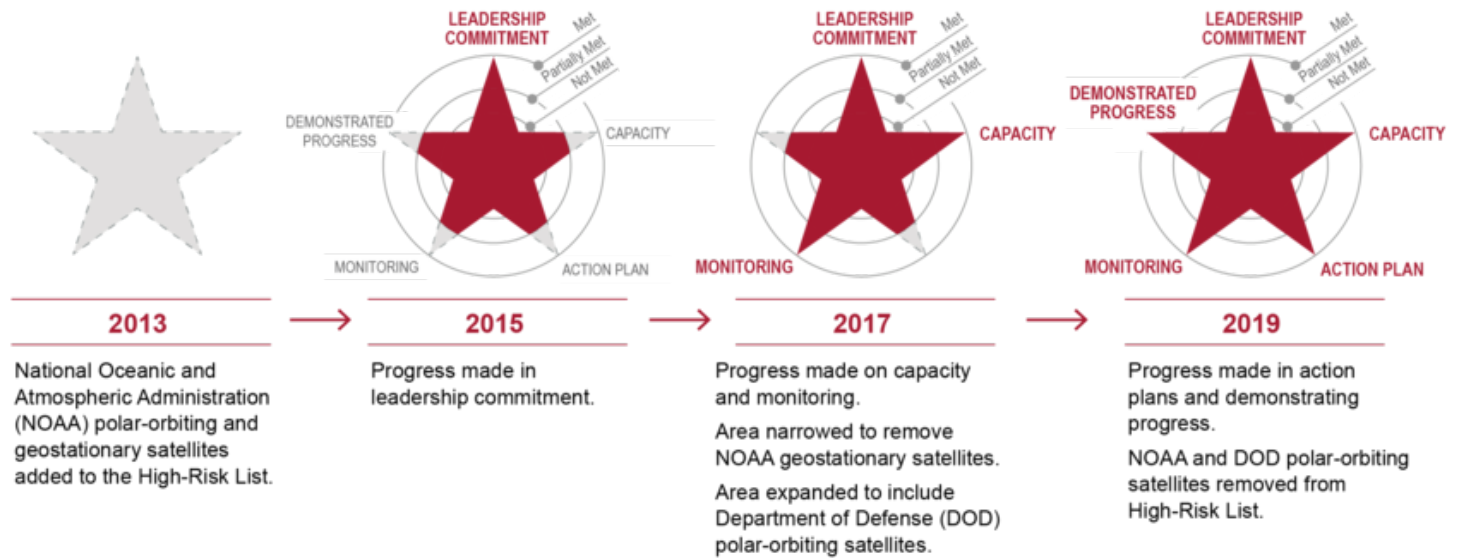 LEADERSHIP
COMMITMENT
Met
Partially Met
Not Met
DEMONSTRATED
PROGRESS
CAPACITY
MONITORING
ACTION PLAN
LEADERSHIP
COMMITMENT
Met
Partially Met
Not Met
CAPACITY
MONITORING
LEADERSHIP
COMMITMENT
Met
Partially Met
Not Met
DEMONSTRATED
PROGRESS
CAPACITY
MONITORING
ACTION PLAN
2013
National Oceanic and
Atmospheric Administration
(NOAA) polar-orbiting and
geostationary satellites
added to the High-Risk List.
2015
Progress made in
leadership commitment.
2017
Progress made on capacity
and monitoring.
Area narrowed to remove
NOAA geostationary satellites.
Area expanded to include
Department of Defense (DOD)
polar-orbiting satellites.
2019
Progress made in action
plans and demonstrating
progress.
NOAA and DOD polar-orbiting
satellites removed from
High-Risk List.